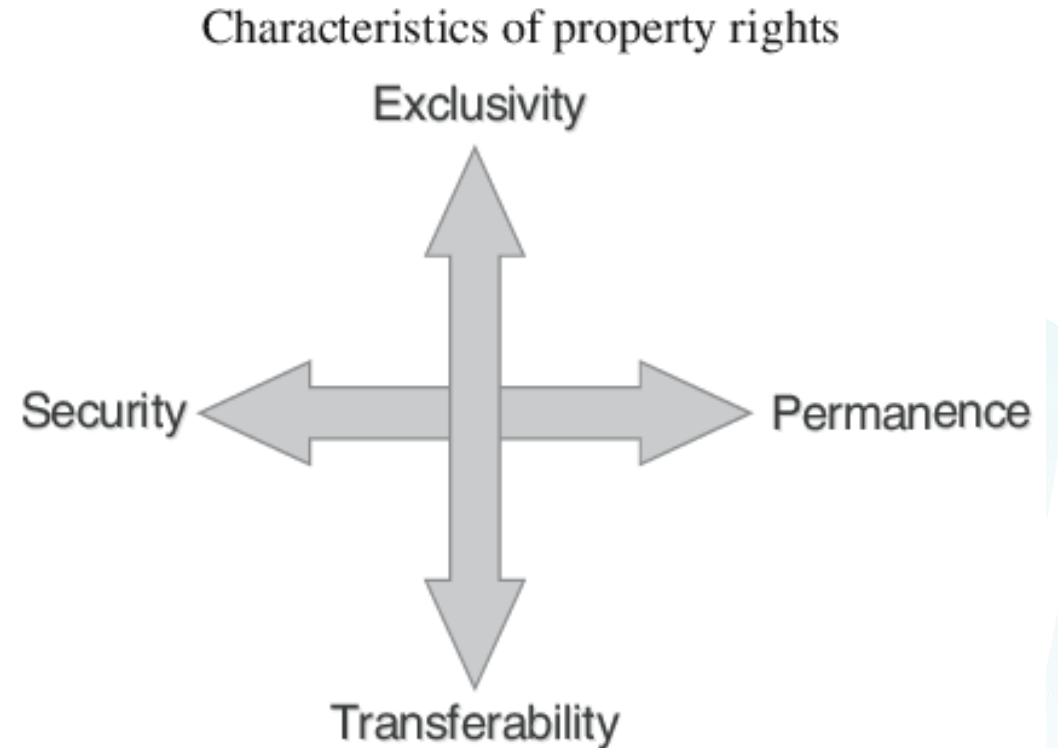 Characteristics of property rights
Exclusivity
Security
Permanence
Transferability